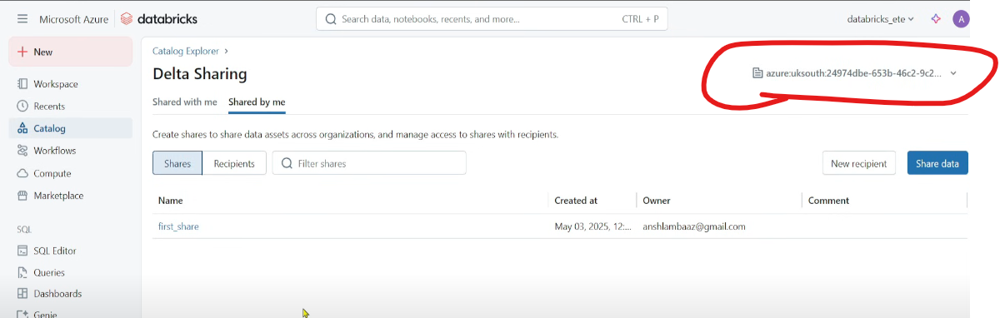 Microsoft Azure databricks Search data, notebooks, recents, and more... CTRL + P databricks_ete A
New
Workspace
Recents
Catalog
Workflows
Compute
Marketplace
SQL
SQL Editor
Queries
Dashboards
Genie
Catalog Explorer >
Delta Sharing
azure:uksouth:24974dbe-653b-46c2-9c2...
Shared with me Shared by me
Create shares to share data assets across organizations, and manage access to shares with recipients.
Shares Recipients Filter shares New recipient Share data
Name Created at Owner Comment
first_share May 03, 2025, 12:... anshlambaaz@gmail.com